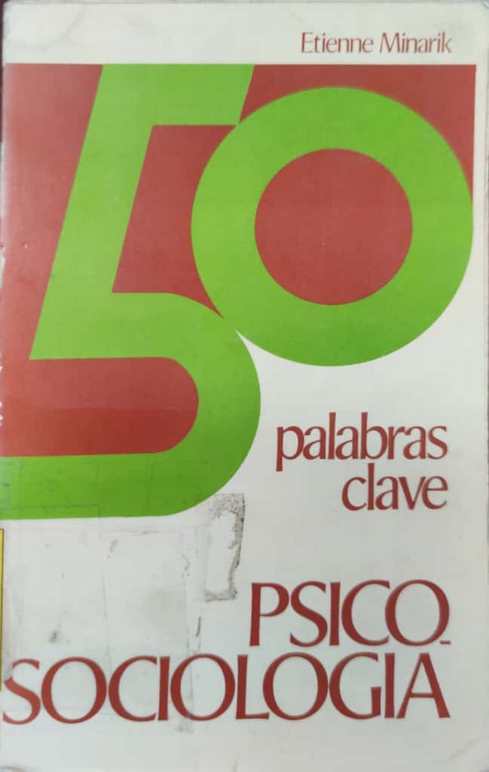 Etienne Minarik
50
palabras
clave
PSICO-
SOCIOLOGIA